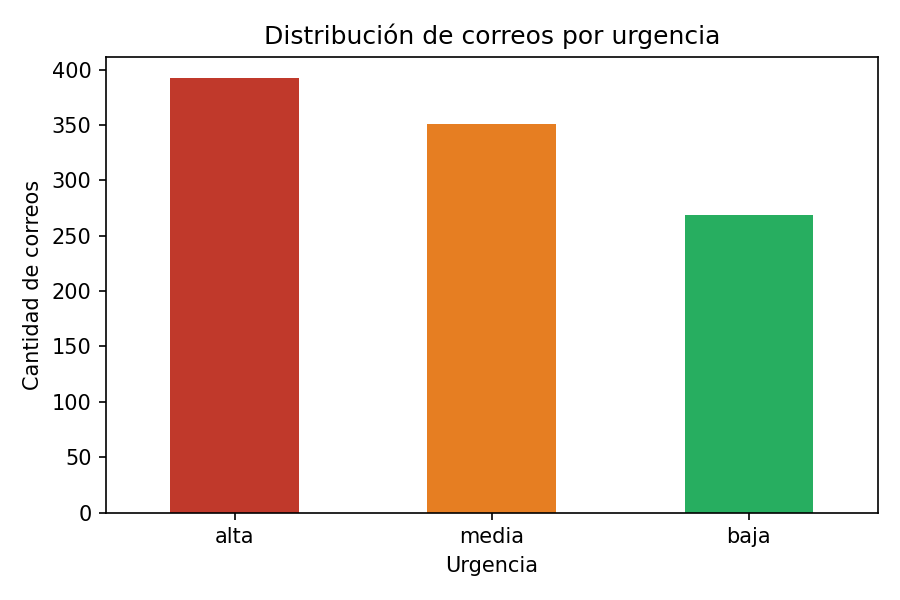 Distribución de correos por urgencia
Cantidad de correos
400
350
300
250
200
150
100
50
0
alta media baja
Urgencia